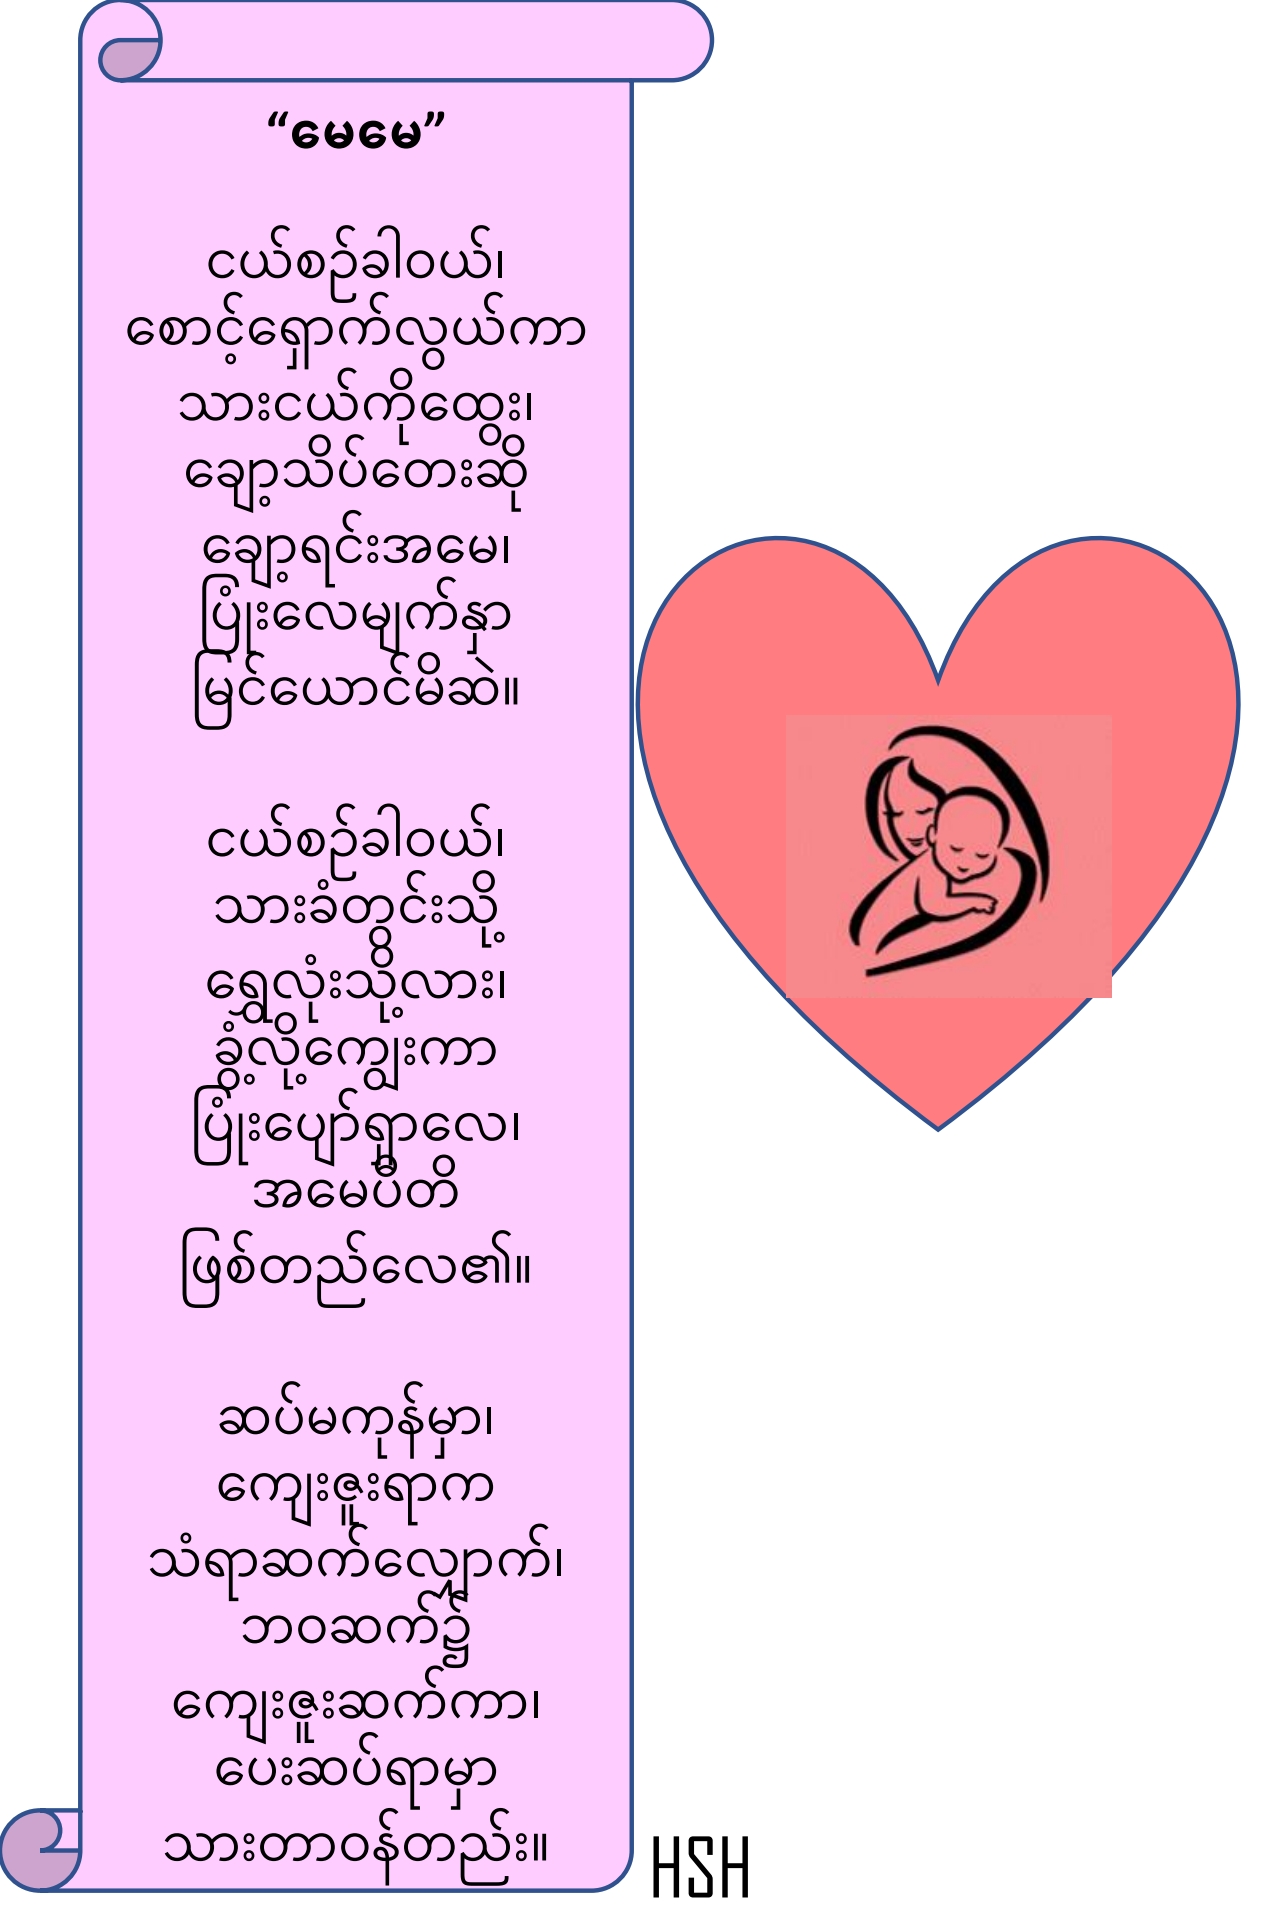 “မေမေ”
ငယ်စဉ်ခါဝယ်၊
စောင့်ရှောက်လွယ်ကာ
သားငယ်ကိုထွေး၊
ချော့သိပ်တေးဆို
ချော့ရင်းအမေ၊
ပြုံးလေမျက်နှာ
မြင်ယောင်မိဆဲ။
ငယ်စဉ်ခါဝယ်၊
သားခံတွင်းသို့
ရွှေလုံးသို့လား၊
ခွံ့လို့ကျွေးကာ
ပြုံးပျော်ရှာလေ၊
အမေပီတိ
ဖြစ်တည်လေ၏။
ဆပ်မကုန်မှာ၊
ကျေးဇူးရာက
သံရာဆက်လျှောက်၊
ဘဝဆက်၌
ကျေးဇူးဆက်ကာ၊
ပေးဆပ်ရာမှာ
သားတာဝန်တည်း။
HSH